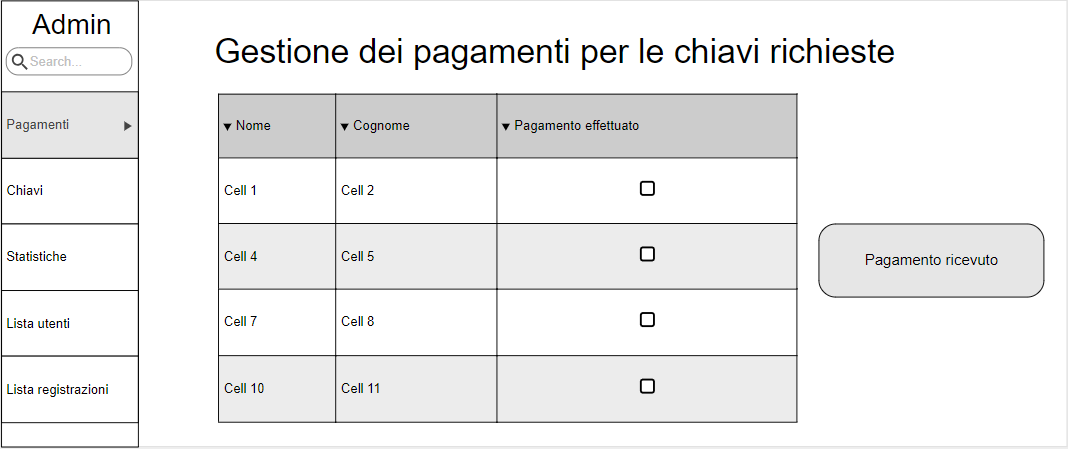 Admin
Search...
Pagamenti
Chiavi
Statistiche
Lista utenti
Lista registrazioni
Gestione dei pagamenti per le chiavi richieste
Nome Cognome Pagamento effettuato
Cell 1 Cell 2
Cell 4 Cell 5
Cell 7 Cell 8
Cell 10 Cell 11
Pagamento ricevuto